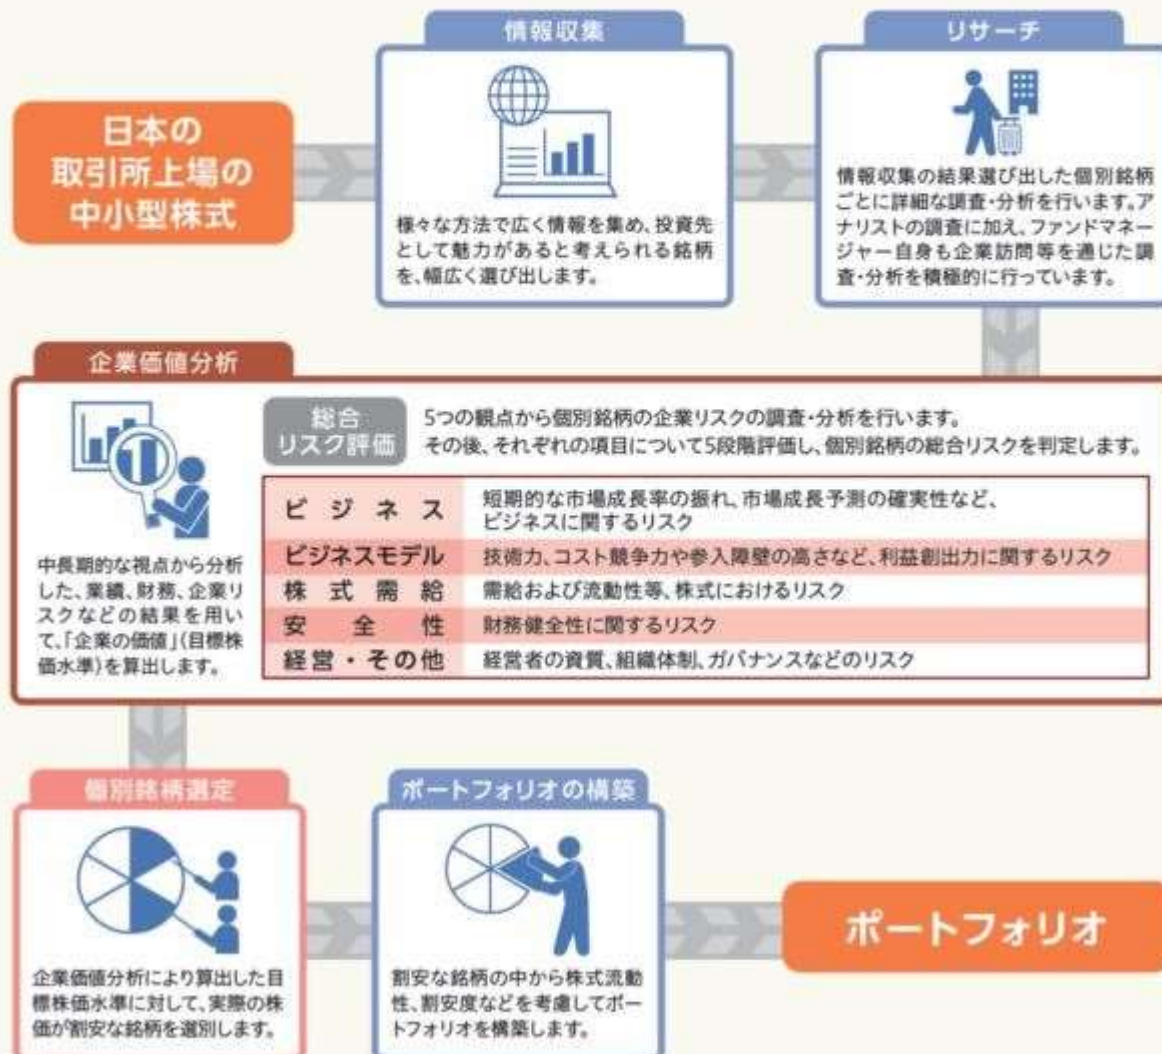 日本の
取引所上場の
中小型株式
情報収集
様々な方法で広く情報を集め、投資先
として魅力があると考えられる銘柄
を、幅広く選び出します。
リサーチ
情報収集の結果選び出した個別銘柄
ごとに詳細な調査・分析を行います。ア
ナリストの調査に加え、ファンドマネー
ジャー自身も企業訪問等を通じた調
査・分析を積極的に行っています。
企業価値分析
1
中長期的な視点から分析
した、業績、財務、企業リ
スクなどの結果を用い
て、「企業の価値」(目標株
価水準)を算出します。
総合
リスク評価
5つの観点から個別銘柄の企業リスクの調査・分析を行います。
その後、それぞれの項目について5段階評価し、個別銘柄の総合リスクを判定します。
ビジネス
短期的な市場成長率の振れ、市場成長予測の確実性など、
ビジネスに関するリスク
ビジネスモデル
技術力、コスト競争力や参入障壁の高さなど、利益創出力に関するリスク
株式需給
需給および流動性等、株式におけるリスク
安全性
財務健全性に関するリスク
経営・その他
経営者の資質、組織体制、ガバナンスなどのリスク
個別銘柄選定
企業価値分析により算出した目
標株価水準に対して、実際の株
価が割安な銘柄を選別します。
ポートフォリオの構築
割安な銘柄の中から株式流動
性、割安度などを考慮してポー
トフォリオを構築します。
ポートフォリオ